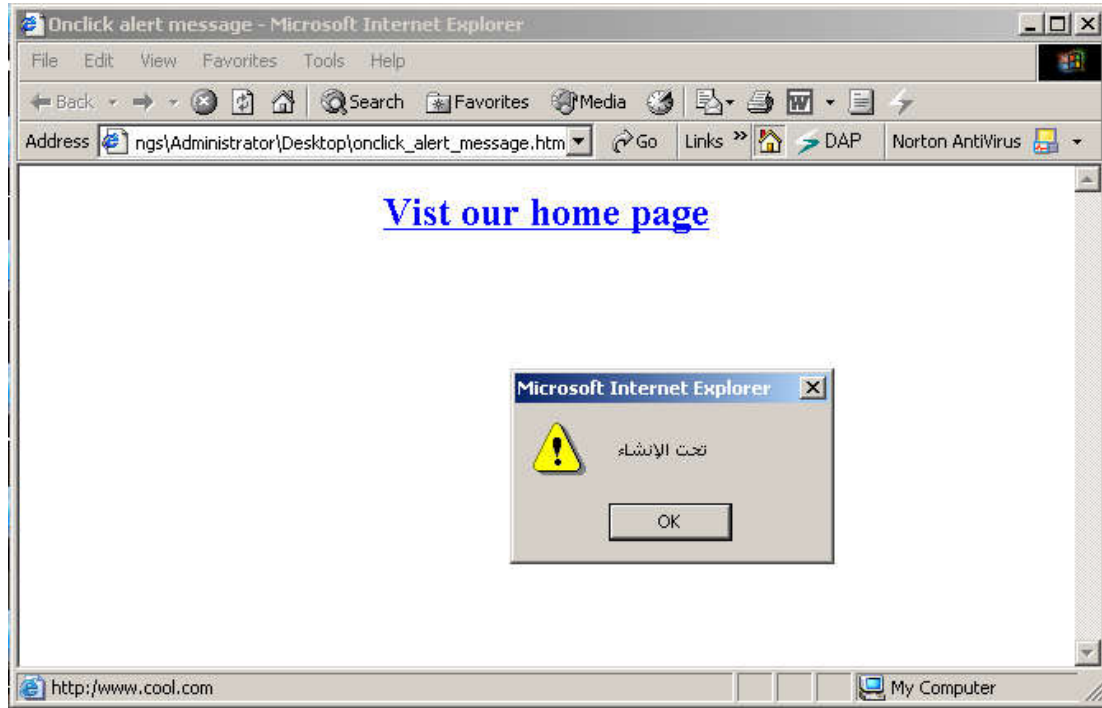 Onclick alert message - Microsoft Internet Explorer
File Edit View Favorites Tools Help
Back Search Favorites Media
Address ngs\Administrator\Desktop\onclick_alert_message.htm Go Links » DAP Norton AntiVirus
Vist our home page
Microsoft Internet Explorer
تحت الإنشاء
OK
http:/www.cool.com My Computer